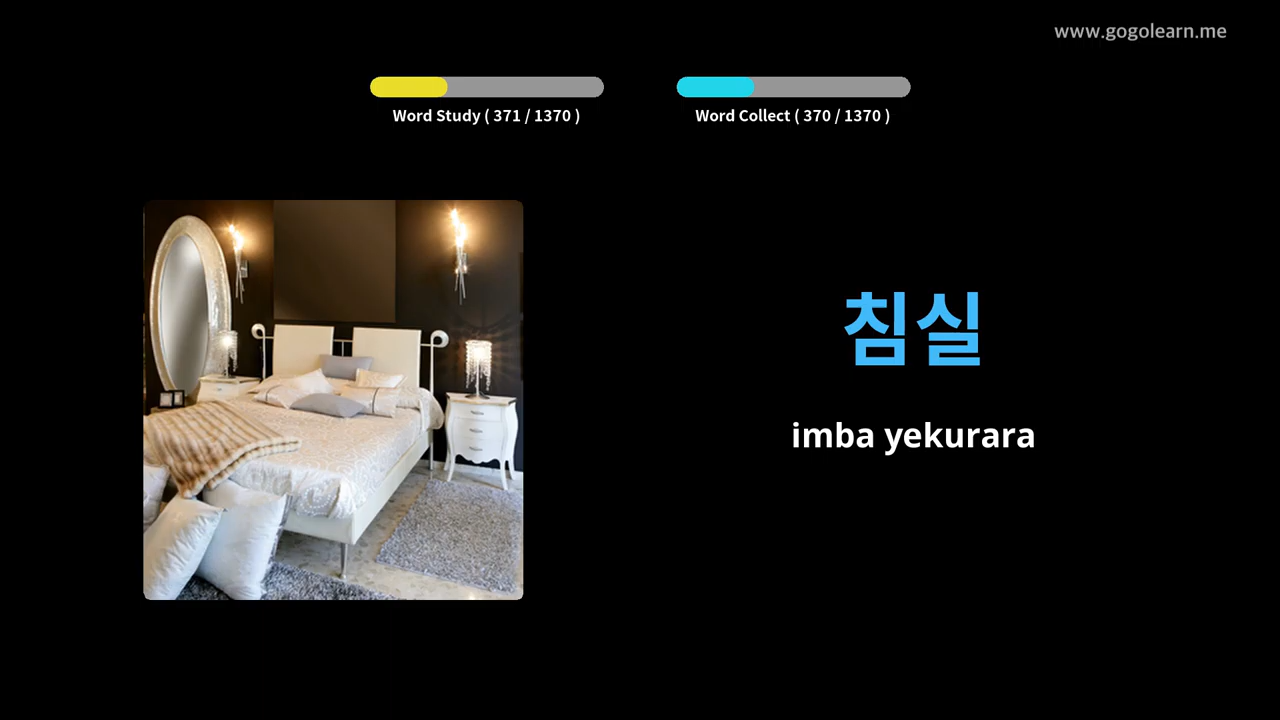 www.gogolearn.me
Word Study ( 371 / 1370 )
Word Collect ( 370 / 1370 )
침실
imba yekurara